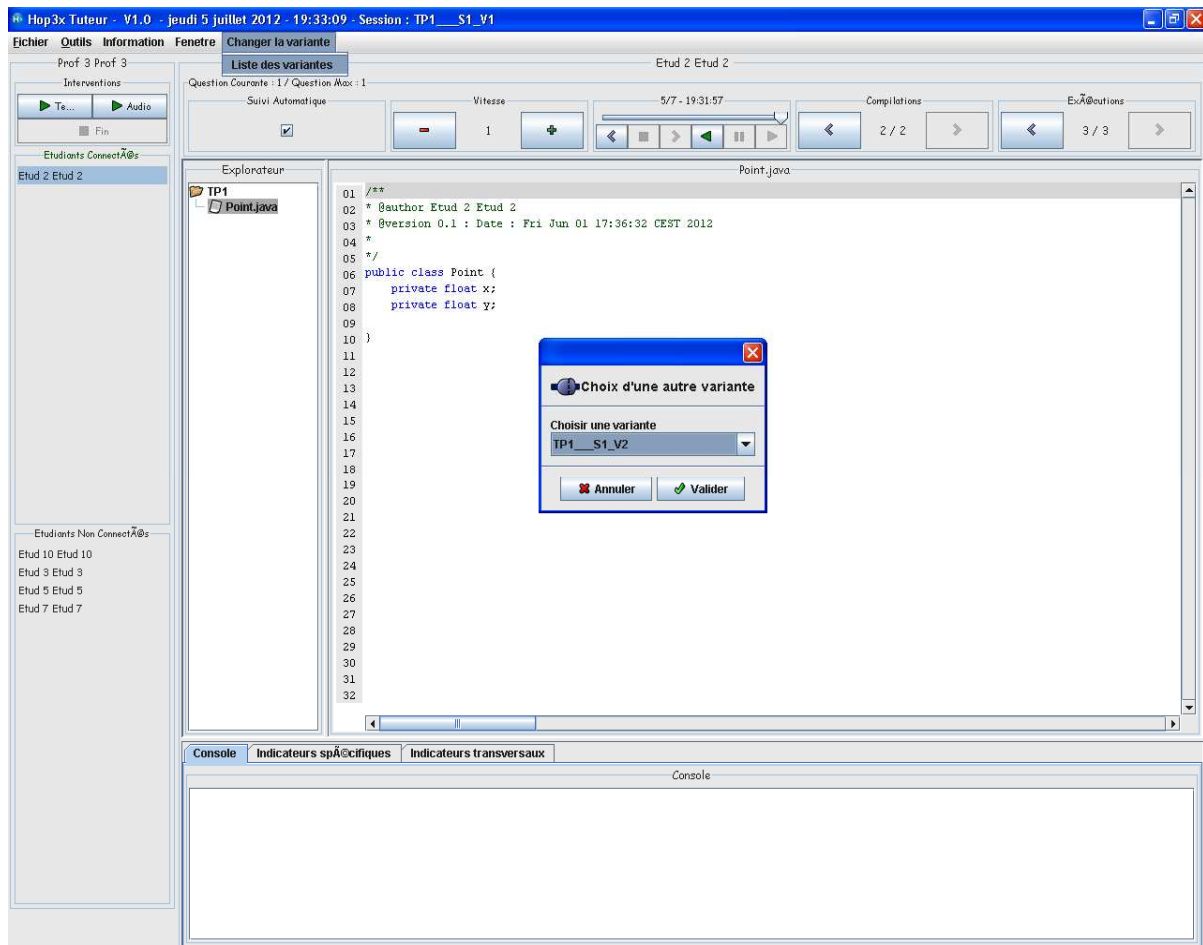 Hop3x Tuteur - V1.0 - jeudi 5 juillet 2012 - 19:33:09 - Session : TP1___S1_V1
Fichier Outils Information Fenetre Changer la variante
Liste des variantes
Prof 3 Prof 3
Interventions
Te... Audio
Fin
Etudiants ConnectÃ©s
Etud 2 Etud 2
Etudiants Non ConnectÃ©s
Etud 10 Etud 10
Etud 3 Etud 3
Etud 5 Etud 5
Etud 7 Etud 7
Etud 2 Etud 2
Question Courante : 1 / Question Max : 1
Suivi Automatique
Vitesse
1
5/7 - 19:31:57
Compilations
2 / 2
ExÃ©cutions
3 / 3
Explorateur
TP1
Point.java
Point.java
01 /**
02 * @author Etud 2 Etud 2
03 * @version 0.1 : Date : Fri Jun 01 17:36:32 CEST 2012
04 *
05 */
06 public class Point {
07 private float x;
08 private float y;
09
10 }
11
12
13
14
15
16
17
18
19
20
21
22
23
24
25
26
27
28
29
30
31
32
Choix d'une autre variante
Choisir une variante
TP1___S1_V2
Annuler Valider
Console Indicateurs spÃ©cifiques Indicateurs transversaux
Console